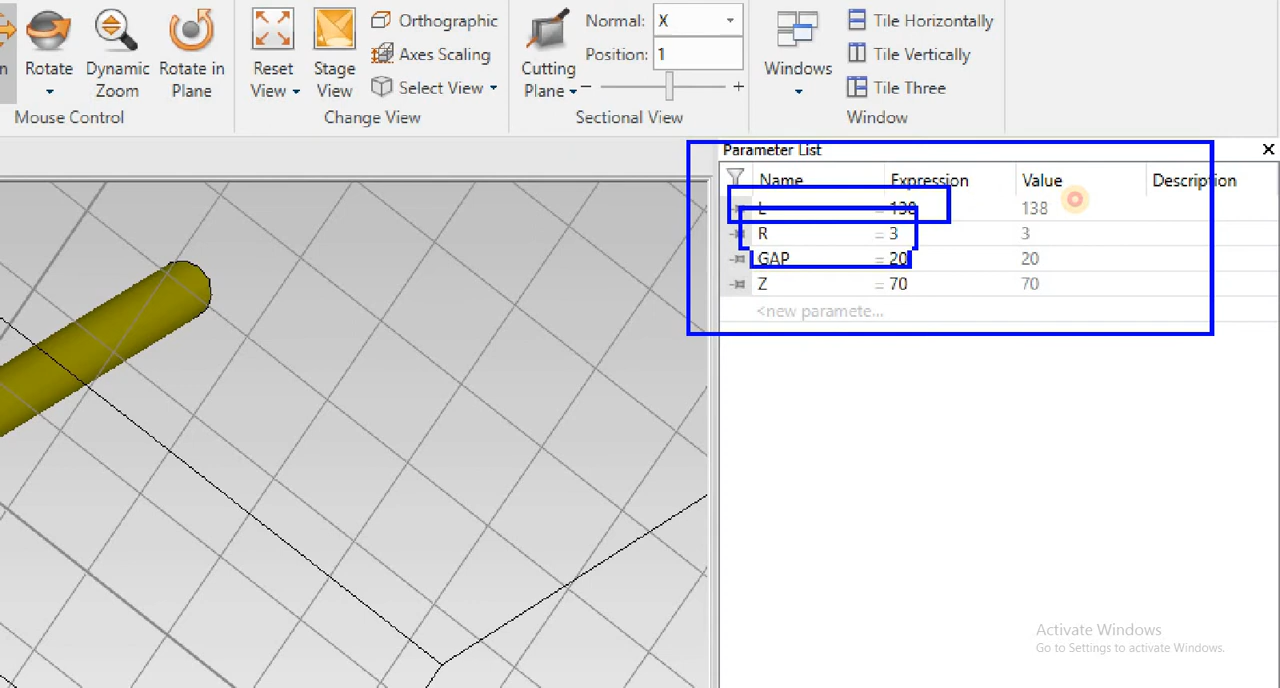 Normal: X
Orthographic
Tile Horizontally
Position: 1
Axes Scaling
Tile Vertically
n Rotate Dynamic Zoom Rotate in Plane
Reset View Stage View
Select View
Cutting Plane − +
Windows
Tile Three
Mouse Control
Change View
Sectional View
Window
Parameter List
Name Expression Value Description
L = 138 138
R = 3 3
GAP = 20 20
Z = 70 70
<new paramete...
Activate Windows
Go to Settings to activate Windows.